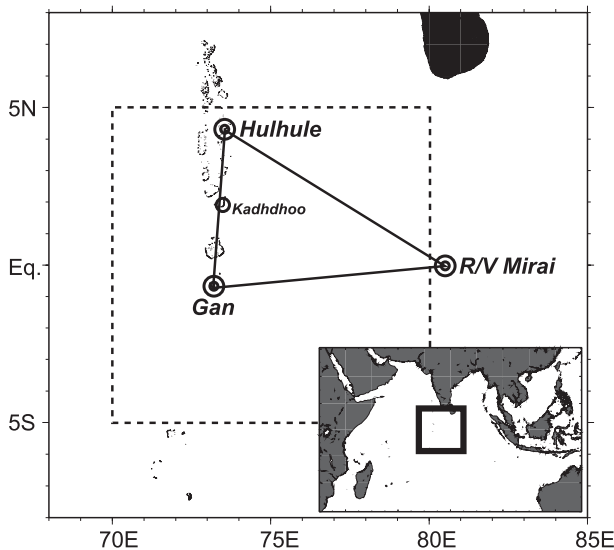 5N
Hulhule
Kadhdhoo
Eq.
R/V Mirai
Gan
5S
70E 75E 80E 85E